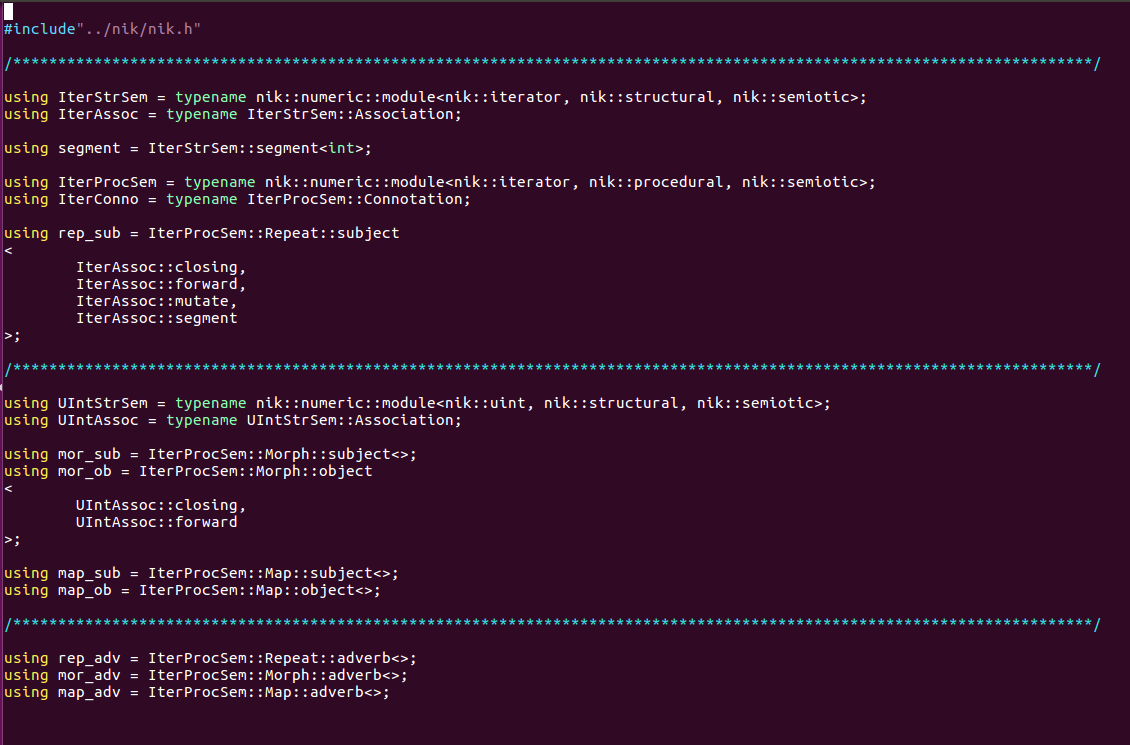 #include"../nik/nik.h"
/************************************************************************************************************************/
using IterStrSem = typename nik::numeric::module<nik::iterator, nik::structural, nik::semiotic>;
using IterAssoc = typename IterStrSem::Association;
using segment = IterStrSem::segment<int>;
using IterProcSem = typename nik::numeric::module<nik::iterator, nik::procedural, nik::semiotic>;
using IterConno = typename IterProcSem::Connotation;
using rep_sub = IterProcSem::Repeat::subject
<
	IterAssoc::closing,
	IterAssoc::forward,
	IterAssoc::mutate,
	IterAssoc::segment
>;
/************************************************************************************************************************/
using UIntStrSem = typename nik::numeric::module<nik::uint, nik::structural, nik::semiotic>;
using UIntAssoc = typename UIntStrSem::Association;
using mor_sub = IterProcSem::Morph::subject<>;
using mor_ob = IterProcSem::Morph::object
<
	UIntAssoc::closing,
	UIntAssoc::forward
>;
using map_sub = IterProcSem::Map::subject<>;
using map_ob = IterProcSem::Map::object<>;
/************************************************************************************************************************/
using rep_adv = IterProcSem::Repeat::adverb<>;
using mor_adv = IterProcSem::Morph::adverb<>;
using map_adv = IterProcSem::Map::adverb<>;